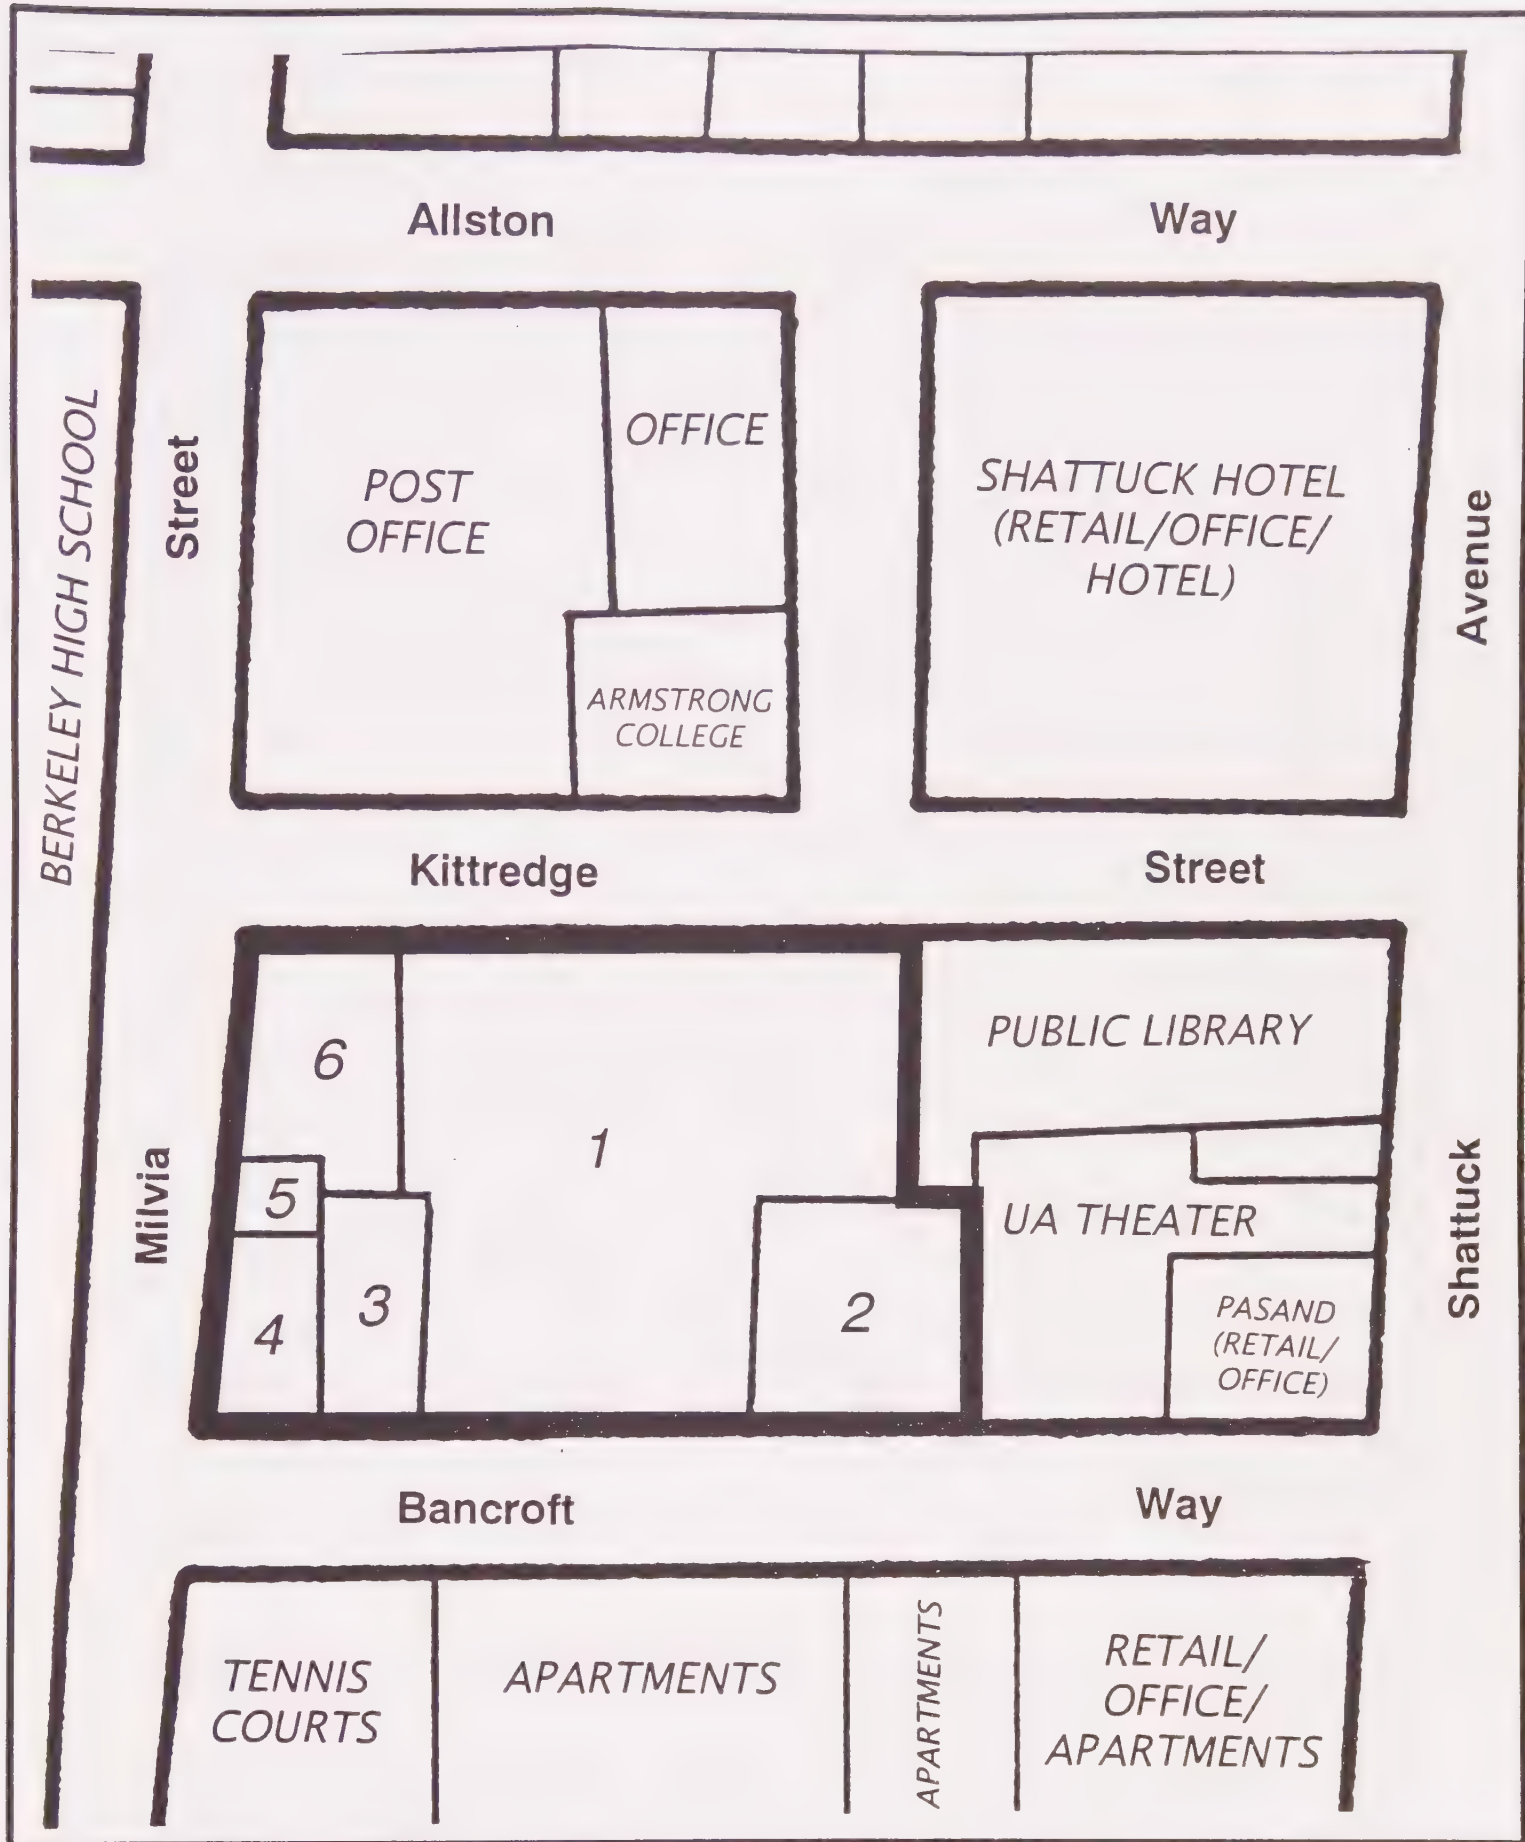 Allston Way
BERKELEY HIGH SCHOOL
Street
POST
OFFICE
OFFICE
ARMSTRONG
COLLEGE
SHATTUCK HOTEL
(RETAIL/OFFICE/
HOTEL)
Avenue
Kittredge Street
Milvia
6
1
5
3
4
2
PUBLIC LIBRARY
UA THEATER
PASAND
(RETAIL/
OFFICE)
Shattuck
Bancroft Way
TENNIS
COURTS
APARTMENTS
APARTMENTS
RETAIL/
OFFICE/
APARTMENTS